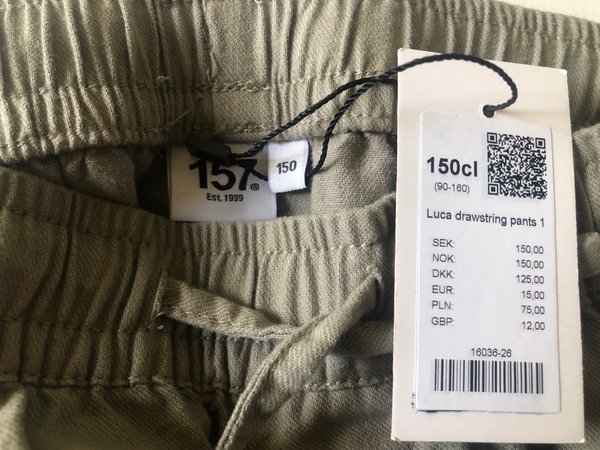 157®
Est. 1999
150
150cl
(90-160)
Luca drawstring pants 1
SEK: 150,00
NOK: 150,00
DKK: 125,00
EUR: 15,00
PLN: 75,00
GBP: 12,00
16036-26